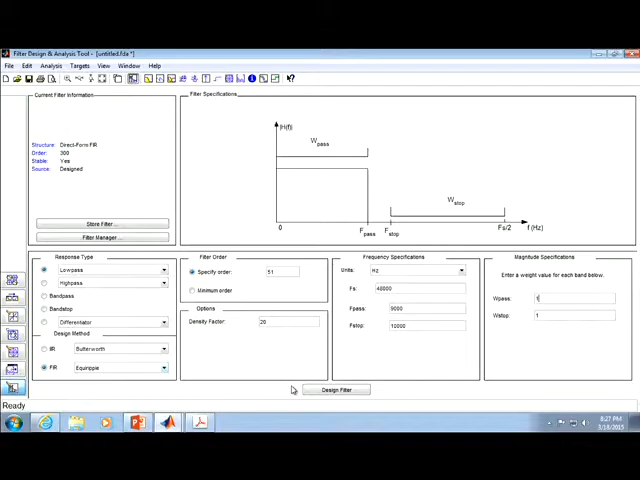 Filter Design & Analysis Tool - [untitled.fda *]
File Edit Analysis Targets View Window Help
Current Filter Information
Structure: Direct-Form FIR
Order: 300
Stable: Yes
Source: Designed
Store Filter ...
Filter Manager ...
Filter Specifications
|H(f)|
Wpass
Wstop
0 Fpass Fstop Fs/2 f (Hz)
Response Type
Lowpass
Highpass
Bandpass
Bandstop
Differentiator
Design Method
IIR Butterworth
FIR Equiripple
Filter Order
Specify order: 51
Minimum order
Options
Density Factor: 20
Frequency Specifications
Units: Hz
Fs: 48000
Fpass: 9000
Fstop: 10000
Magnitude Specifications
Enter a weight value for each band below.
Wpass: 1
Wstop: 1
Design Filter
Ready
8:27 PM
3/18/2015